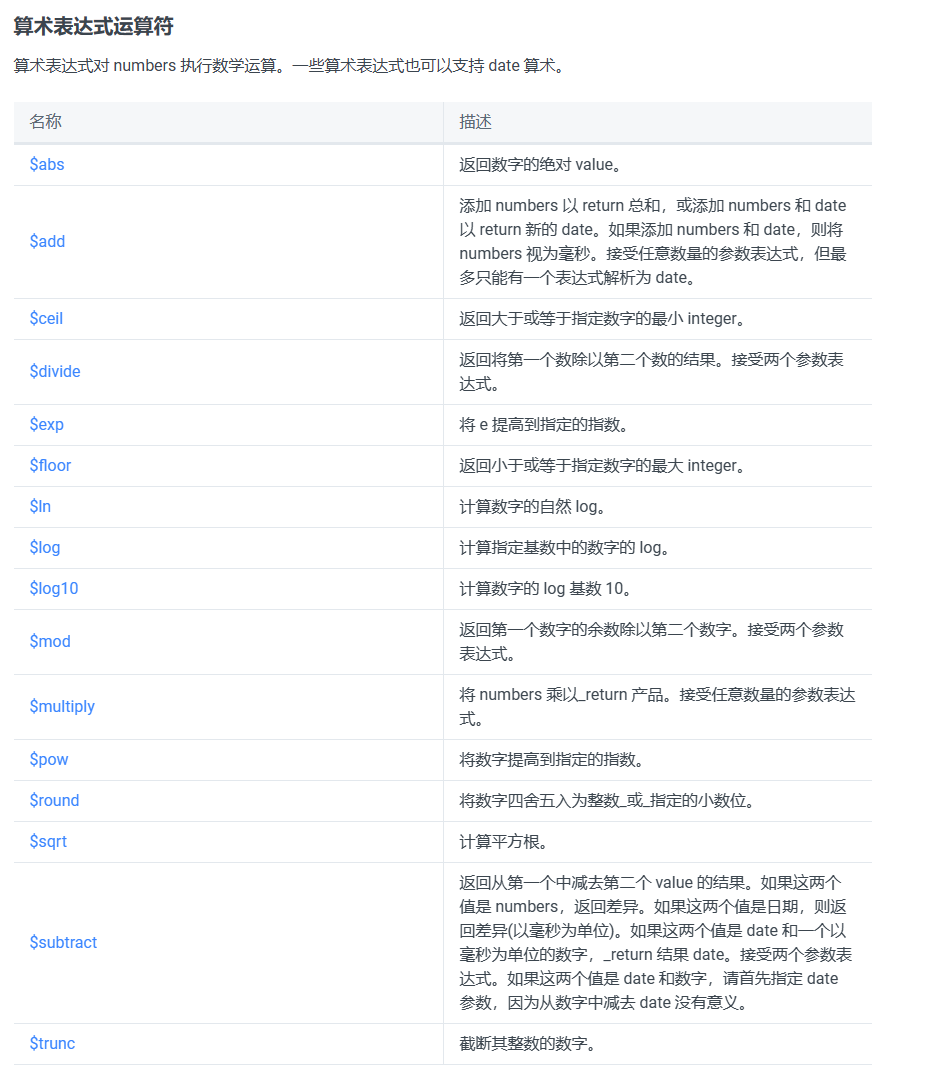 算术表达式运算符
算术表达式对 numbers 执行数学运算。一些算术表达式也可以支持 date 算术。
名称 描述
$abs 返回数字的绝对 value。
$add
添加 numbers 以 return 总和，或添加 numbers 和 date
以 return 新的 date。如果添加 numbers 和 date，则将
numbers 视为毫秒。接受任意数量的参数表达式，但最
多只能有一个表达式解析为 date。
$ceil 返回大于或等于指定数字的最小 integer。
$divide
返回将第一个数除以第二个数的结果。接受两个参数表
达式。
$exp 将 e 提高到指定的指数。
$floor 返回小于或等于指定数字的最大 integer。
$ln 计算数字的自然 log。
$log 计算指定基数中的数字的 log。
$log10 计算数字的 log 基数 10。
$mod
返回第一个数字的余数除以第二个数字。接受两个参数
表达式。
$multiply
将 numbers 乘以_return 产品。接受任意数量的参数表达
式。
$pow 将数字提高到指定的指数。
$round 将数字四舍五入为整数_或_指定的小数位。
$sqrt 计算平方根。
$subtract
返回从第一个中减去第二个 value 的结果。如果这两个
值是 numbers，返回差异。如果这两个值是日期，则返
回差异(以毫秒为单位)。如果这两个值是 date 和一个以
毫秒为单位的数字，_return 结果 date。接受两个参数表
达式。如果这两个值是 date 和数字，请首先指定 date
参数，因为从数字中减去 date 没有意义。
$trunc 截断其整数的数字。